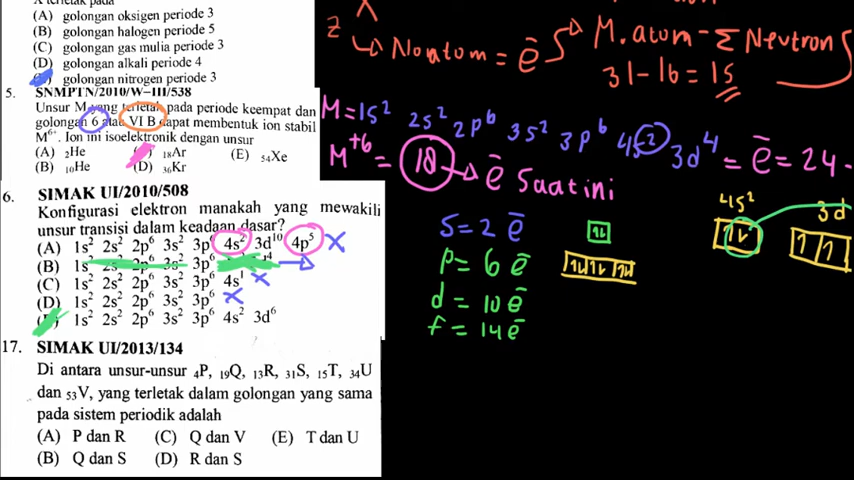 (A) golongan oksigen periode 3
(B) golongan halogen periode 5
(C) golongan gas mulia periode 3
(D) golongan alkali periode 4
golongan nitrogen periode 3
5. SNMPTN/2010/W–III/538
Unsur M yang terletak pada periode keempat dan
golongan 6 atau VI B dapat membentuk ion stabil
M⁶⁺. Ion ini isoelektronik dengan unsur
(A) ₂He ₁₈Ar (E) ₅₄Xe
(B) ₁₀He (D) ₃₆Kr
6. SIMAK UI/2010/508
Konfigurasi elektron manakah yang mewakili
unsur transisi dalam keadaan dasar?
(A) 1s² 2s² 2p⁶ 3s² 3p⁶ 4s² 3d¹⁰ 4p⁵ X
(B) 1s² 2s² 2p⁶ 3s² 3p⁶
(C) 1s² 2s² 2p⁶ 3s² 3p⁶ 4s¹ X
(D) 1s² 2s² 2p⁶ 3s² 3p⁶ X
1s² 2s² 2p⁶ 3s² 3p⁶ 4s² 3d⁶
17. SIMAK UI/2013/134
Di antara unsur-unsur ₄P, ₁₉Q, ₁₃R, ₃₁S, ₁₅T, ₃₄U
dan ₅₃V, yang terletak dalam golongan yang sama
pada sistem periodik adalah
(A) P dan R (C) Q dan V (E) T dan U
(B) Q dan S (D) R dan S
X
Z
No atom = ē
M. atom - Σ Neutron
31-16 = 15
M = 1s² 2s² 2p⁶ 3s² 3p⁶ 4s² 3d⁴ = ē = 24 -
M⁺⁶ = 18 → ē Saat ini
S = 2 ē
p = 6 ē
d = 10 ē
f = 14 ē
4s²
3d